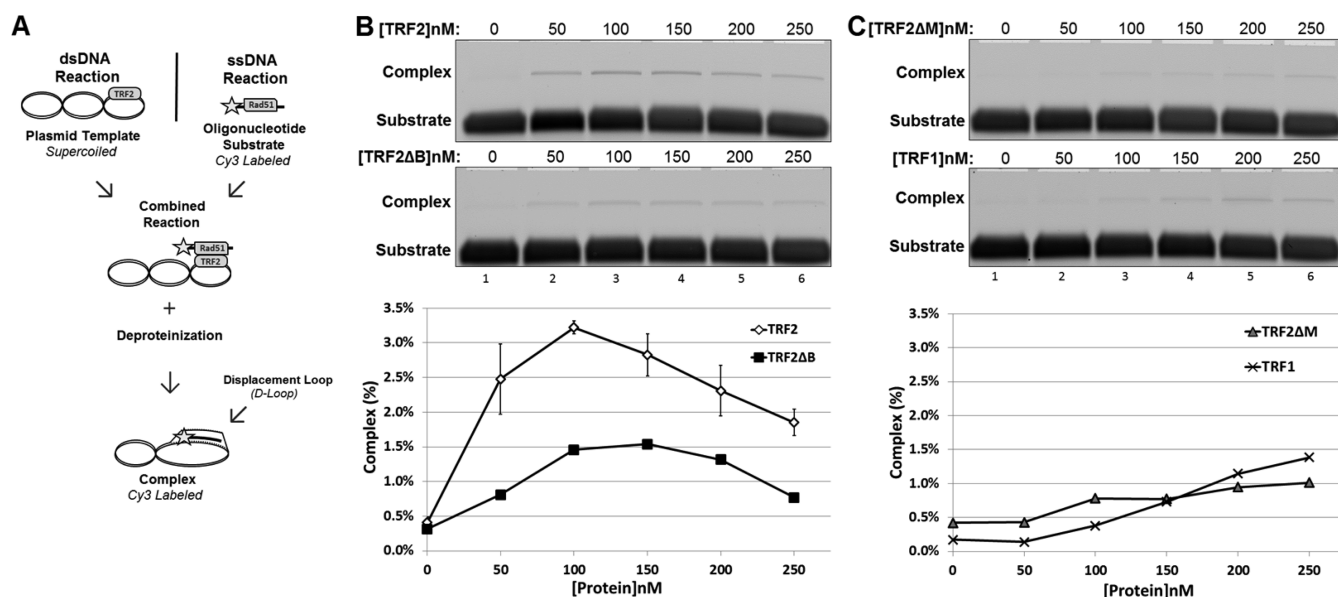 A
dsDNA
Reaction
ssDNA
Reaction
TRF2
Rad51
Plasmid Template
Supercoiled
Oligonucleotide
Substrate
Cy3 Labeled
Combined
Reaction
Rad51
TRF2
+
Deproteinization
Displacement Loop
(D-Loop)
Complex
Cy3 Labeled
B
[TRF2]nM: 0 50 100 150 200 250
Complex
Substrate
[TRF2ΔB]nM: 0 50 100 150 200 250
Complex
Substrate
1 2 3 4 5 6
3.5%
3.0%
2.5%
2.0%
1.5%
1.0%
0.5%
0.0%
Complex (%)
TRF2
TRF2ΔB
0 50 100 150 200 250
[Protein]nM
C
[TRF2ΔM]nM: 0 50 100 150 200 250
Complex
Substrate
[TRF1]nM: 0 50 100 150 200 250
Complex
Substrate
1 2 3 4 5 6
3.5%
3.0%
2.5%
2.0%
1.5%
1.0%
0.5%
0.0%
Complex (%)
TRF2ΔM
TRF1
0 50 100 150 200 250
[Protein]nM